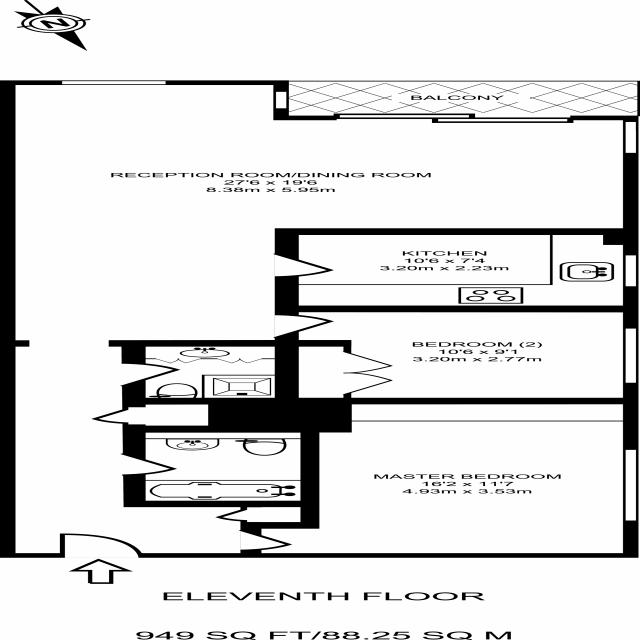 N
BALCONY
RECEPTION ROOM/DINING ROOM
27'6 x 19'6
8.38m x 5.95m
KITCHEN
10'6 x 7'4
3.20m x 2.23m
BEDROOM (2)
10'6 x 9'1
3.20m x 2.77m
MASTER BEDROOM
16'2 x 11'7
4.93m x 3.53m
ELEVENTH FLOOR
949 SQ FT/88.25 SQ M